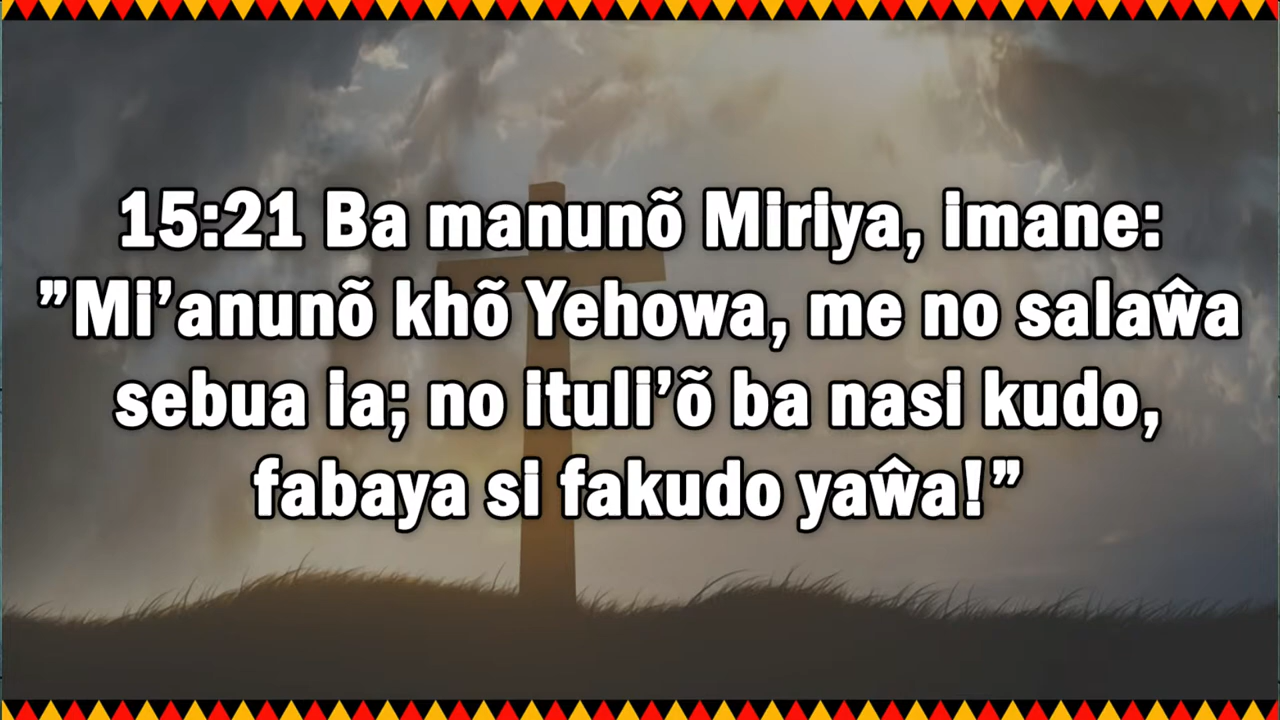 15:21 Ba manunõ Miriya, imane:
”Mi’anunõ khõ Yehowa, me no salaŵa
sebua ia; no ituli’õ ba nasi kudo,
fabaya si fakudo yaŵa!”